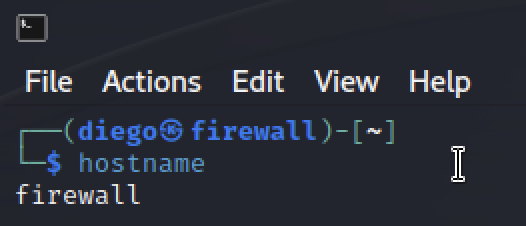 File Actions Edit View Help
┌──(diego㉿firewall)-[~]
└─$ hostname
firewall